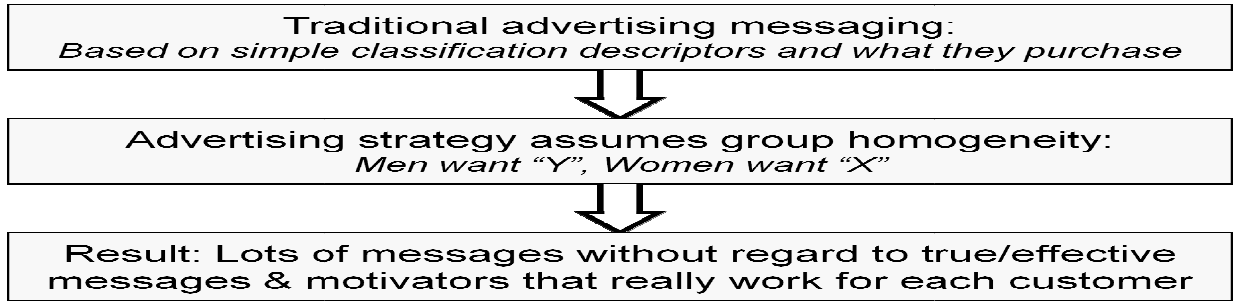 Traditional advertising messaging:
Based on simple classification descriptors and what they purchase
Advertising strategy assumes group homogeneity:
Men want “Y”, Women want “X”
Result: Lots of messages without regard to true/effective
messages & motivators that really work for each customer